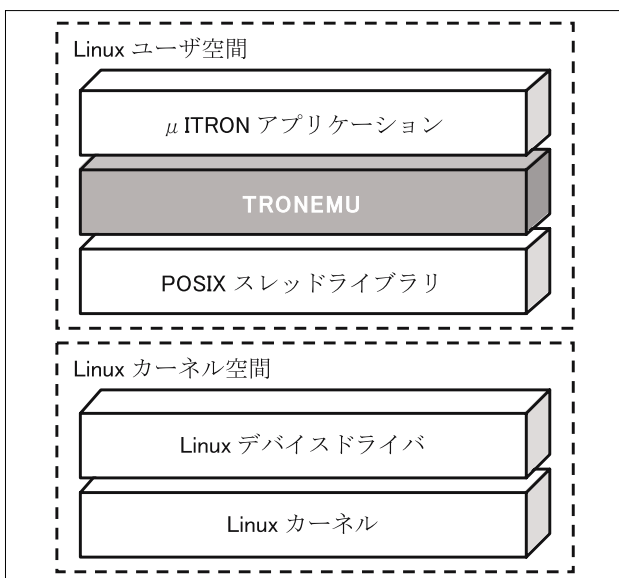 Linux ユーザ空間
μ ITRON アプリケーション
TRONEMU
POSIX スレッドライブラリ
Linux カーネル空間
Linux デバイスドライバ
Linux カーネル